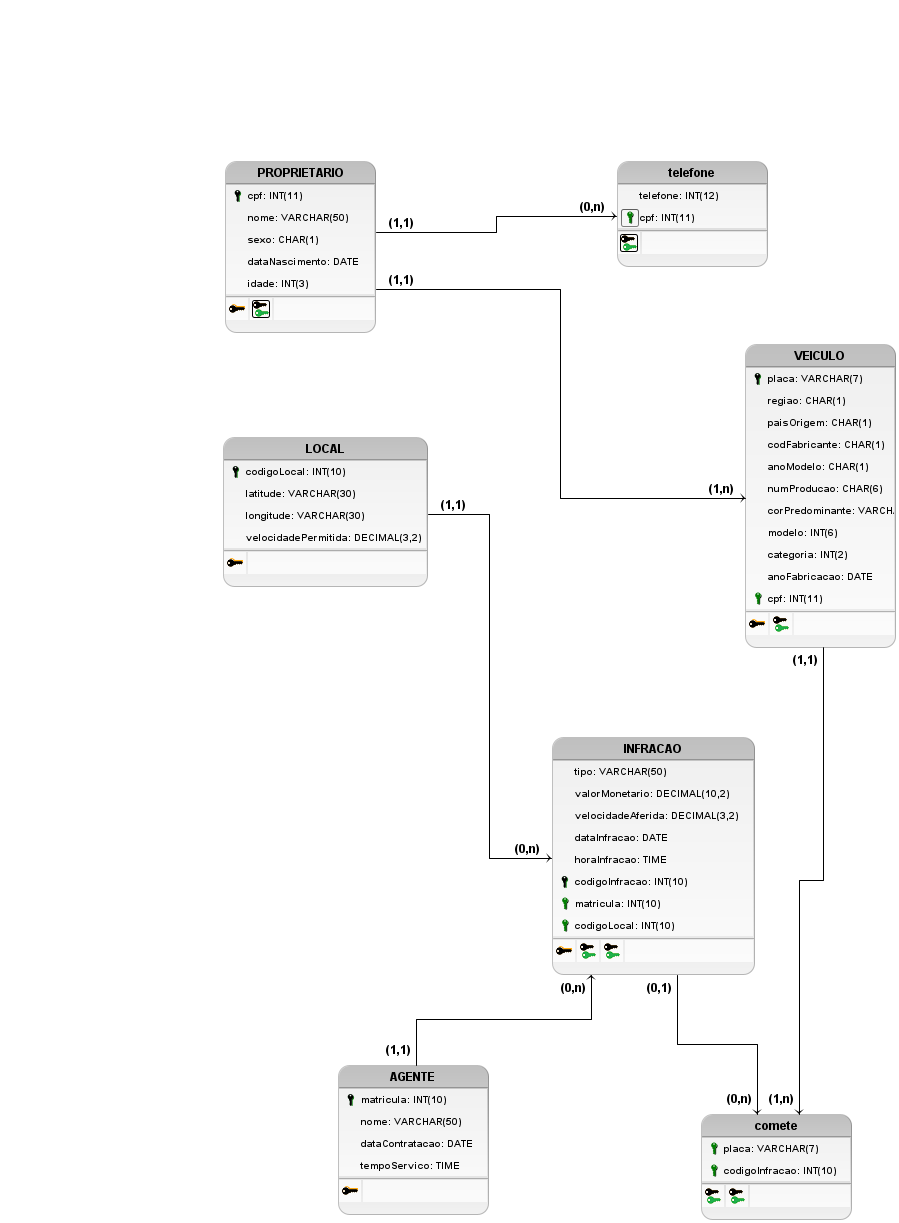 PROPRIETARIO
cpf: INT(11)
nome: VARCHAR(50)
sexo: CHAR(1)
dataNascimento: DATE
idade: INT(3)
(1,1)
(0,n)
telefone
telefone: INT(12)
cpf: INT(11)
(1,1)
(1,n)
VEICULO
placa: VARCHAR(7)
regiao: CHAR(1)
paisOrigem: CHAR(1)
codFabricante: CHAR(1)
anoModelo: CHAR(1)
numProducao: CHAR(6)
corPredominante: VARCHA
modelo: INT(6)
categoria: INT(2)
anoFabricacao: DATE
cpf: INT(11)
(1,1)
LOCAL
codigoLocal: INT(10)
latitude: VARCHAR(30)
longitude: VARCHAR(30)
velocidadePermitida: DECIMAL(3,2)
(1,1)
(0,n)
INFRACAO
tipo: VARCHAR(50)
valorMonetario: DECIMAL(10,2)
velocidadeAferida: DECIMAL(3,2)
dataInfracao: DATE
horaInfracao: TIME
codigoInfracao: INT(10)
matricula: INT(10)
codigoLocal: INT(10)
(0,n)
(0,1)
(1,1)
AGENTE
matricula: INT(10)
nome: VARCHAR(50)
dataContratacao: DATE
tempoServico: TIME
(0,n)
(1,n)
comete
placa: VARCHAR(7)
codigoInfracao: INT(10)